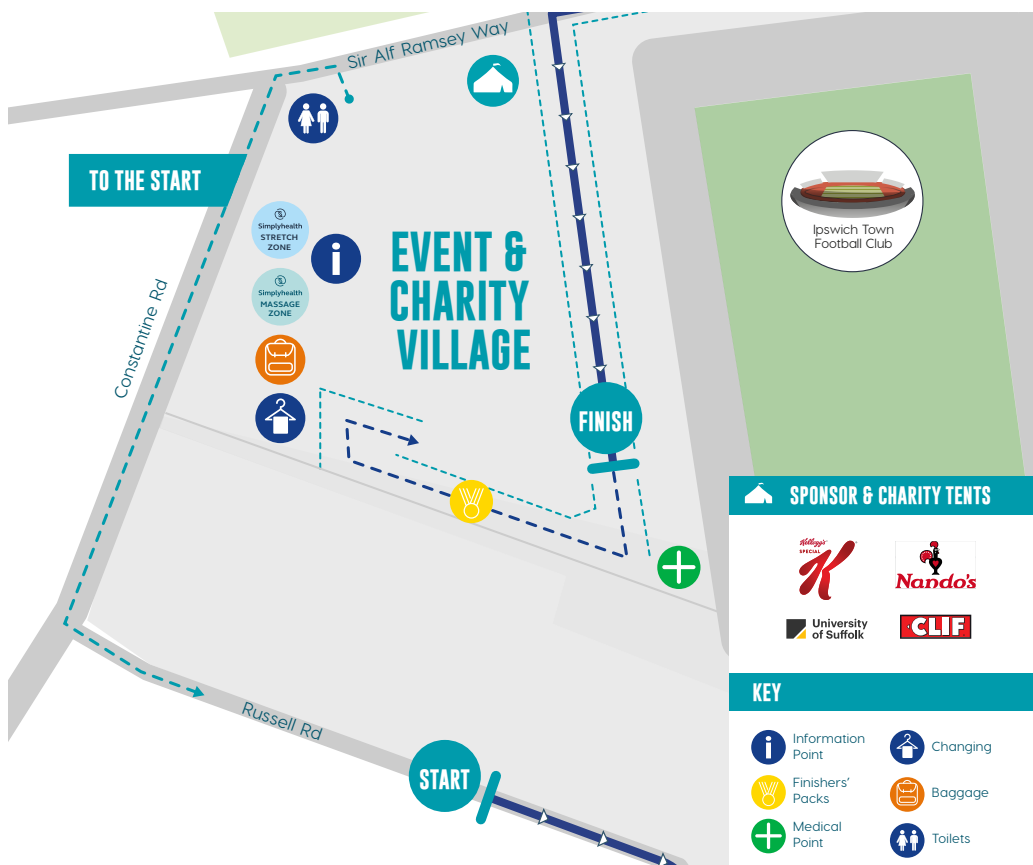 Sir Alf Ramsey Way
TO THE START
Simplyhealth
STRETCH
ZONE
Simplyhealth
MASSAGE
ZONE
EVENT &
CHARITY
VILLAGE
Ipswich Town
Football Club
Constantine Rd
FINISH
Russell Rd
START
SPONSOR & CHARITY TENTS
Kellogg's
SPECIAL
K
Nando's
University
of Suffolk
CLIF
KEY
Information
Point
Changing
Finishers'
Packs
Baggage
Medical
Point
Toilets